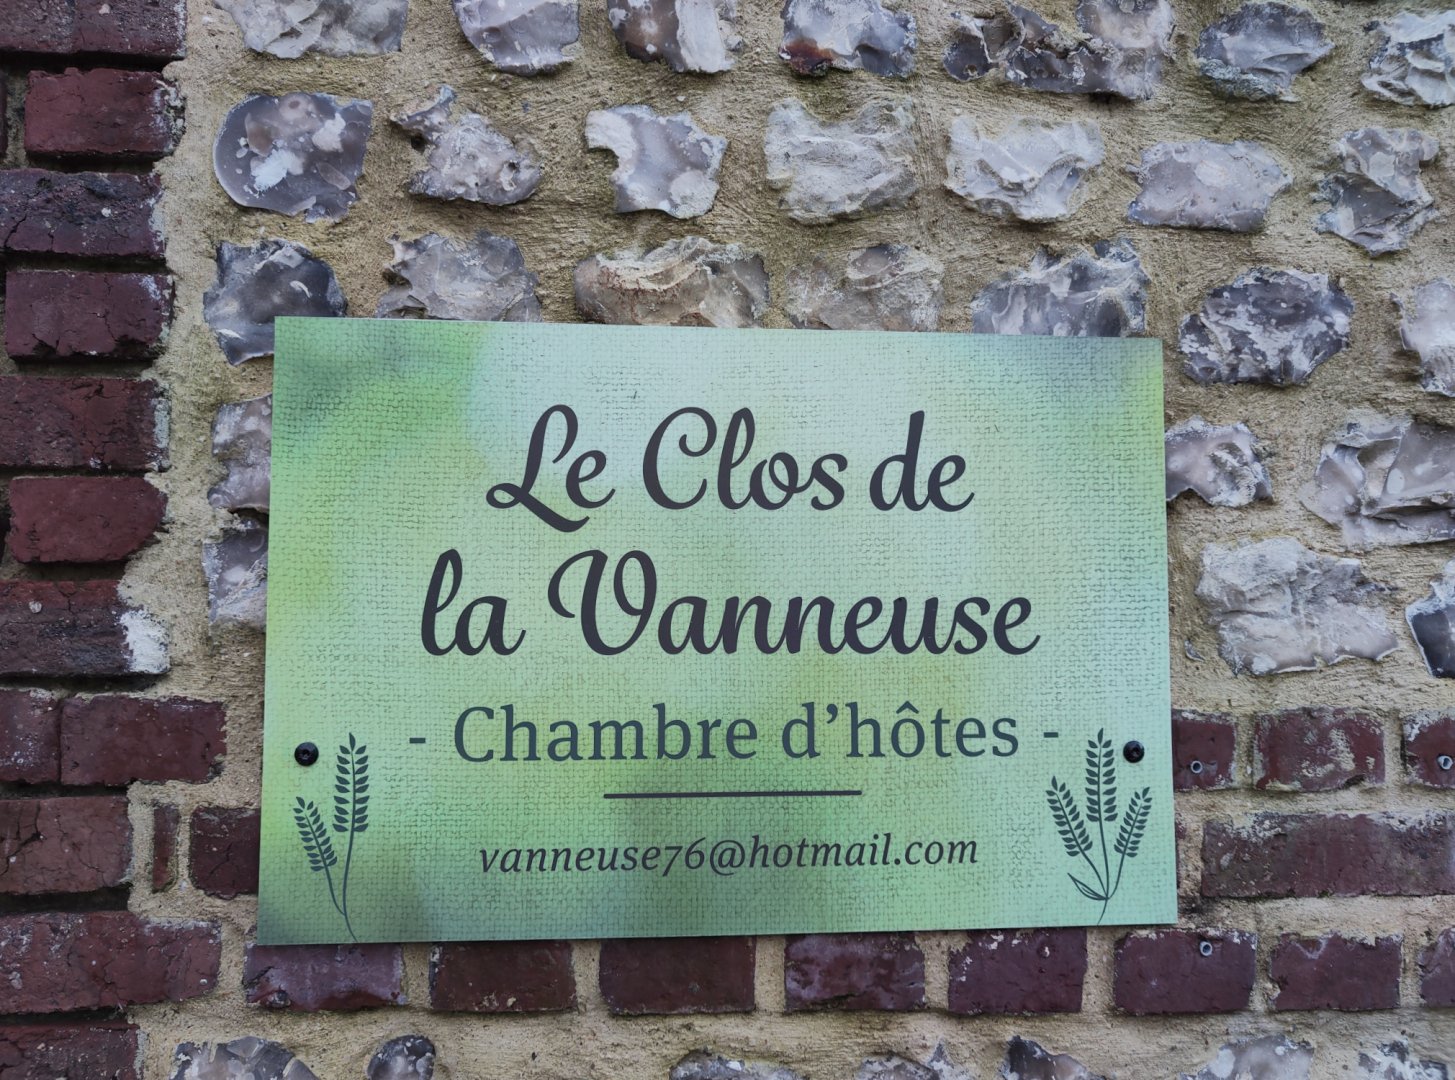 Le Clos de
la Vanneuse
- Chambre d’hôtes -
vanneuse76@hotmail.com